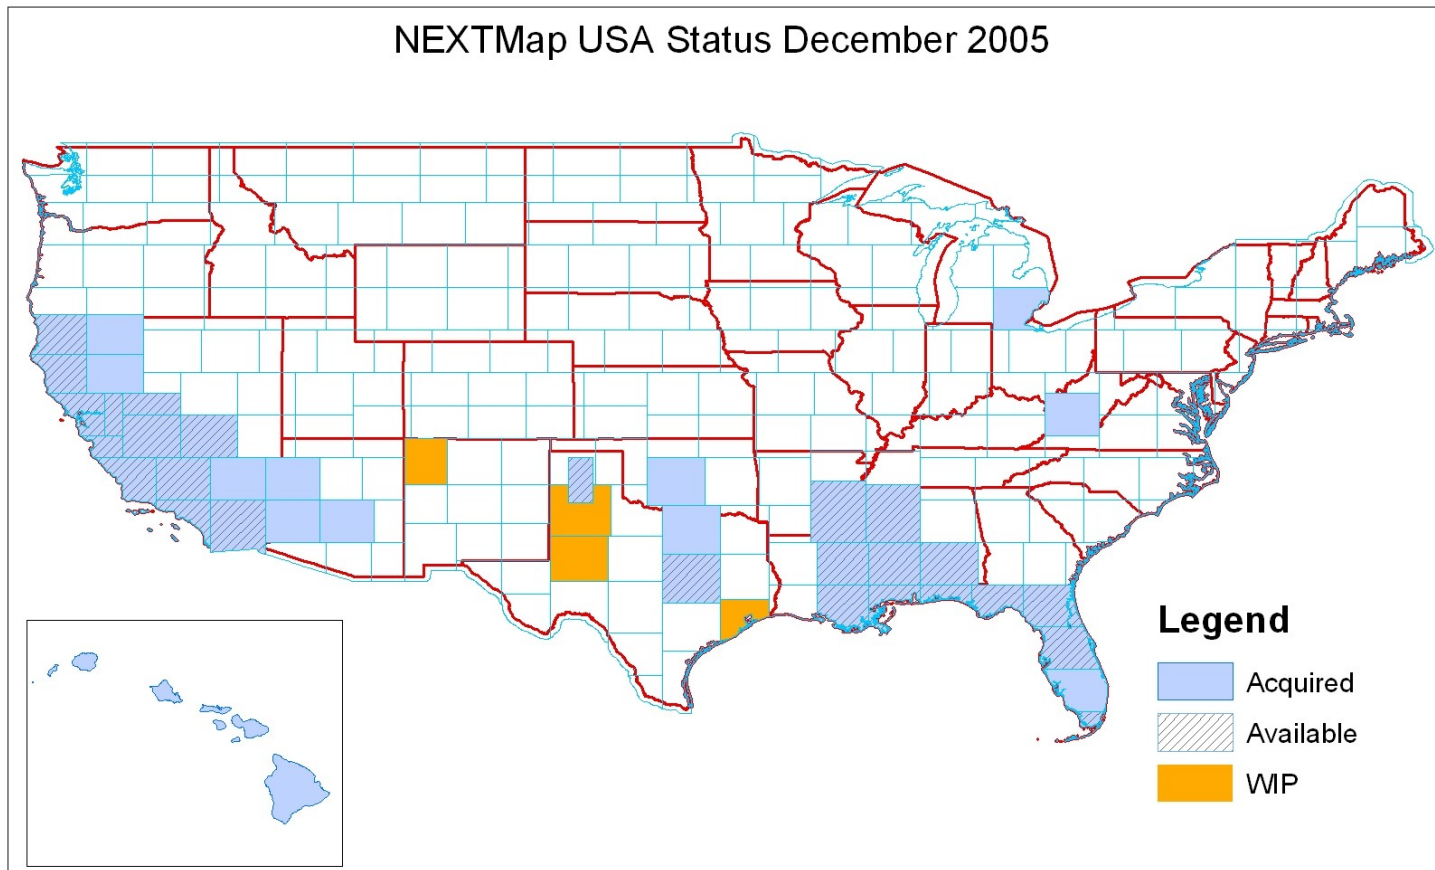 NEXTMap USA Status December 2005
Legend
Acquired
Available
WIP